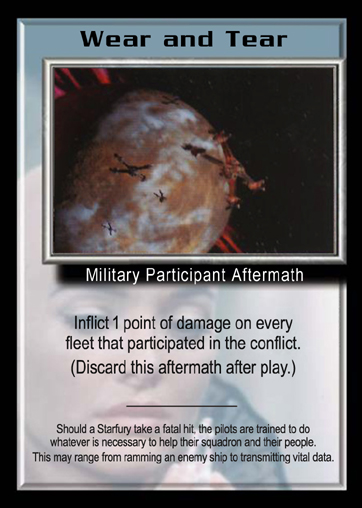 Wear and Tear
Military Participant Aftermath
Inflict 1 point of damage on every
fleet that participated in the conflict.
(Discard this aftermath after play.)
Should a Starfury take a fatal hit, the pilots are trained to do
whatever is necessary to help their squadron and their people.
This may range from ramming an enemy ship to transmitting vital data.